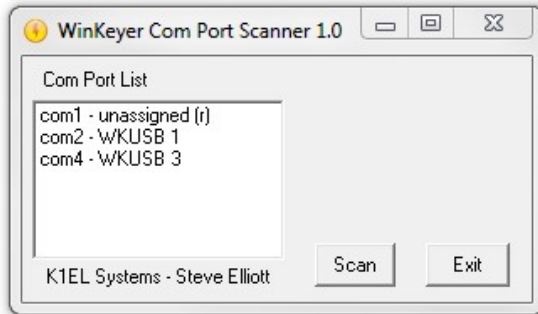 WinKeyer Com Port Scanner 1.0
Com Port List
com1 - unassigned (r)
com2 - WKUSB 1
com4 - WKUSB 3
K1EL Systems - Steve Elliott
Scan
Exit